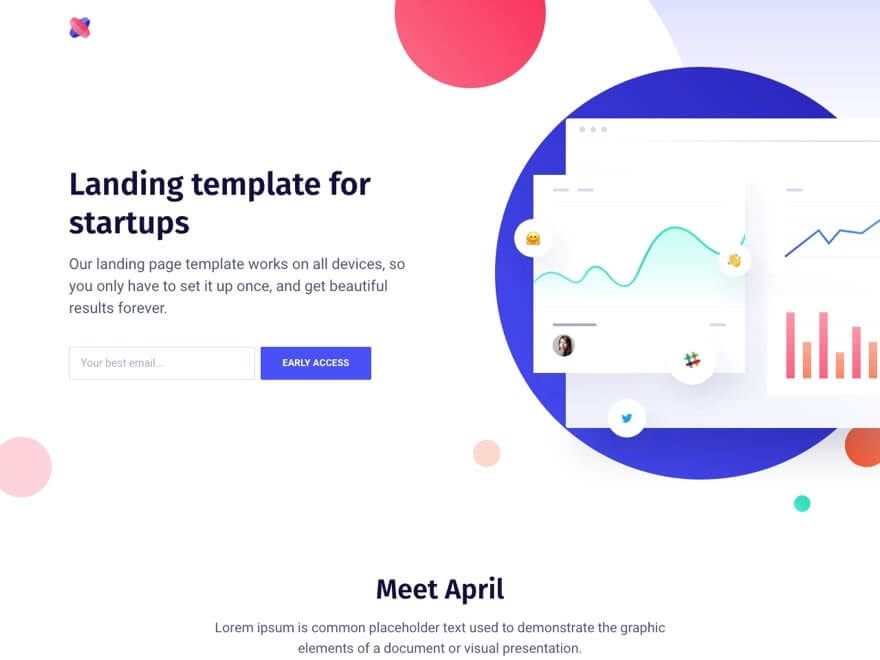 Landing template for
startups
Our landing page template works on all devices, so
you only have to set it up once, and get beautiful
results forever.
Your best email...
EARLY ACCESS
Meet April
Lorem ipsum is common placeholder text used to demonstrate the graphic
elements of a document or visual presentation.